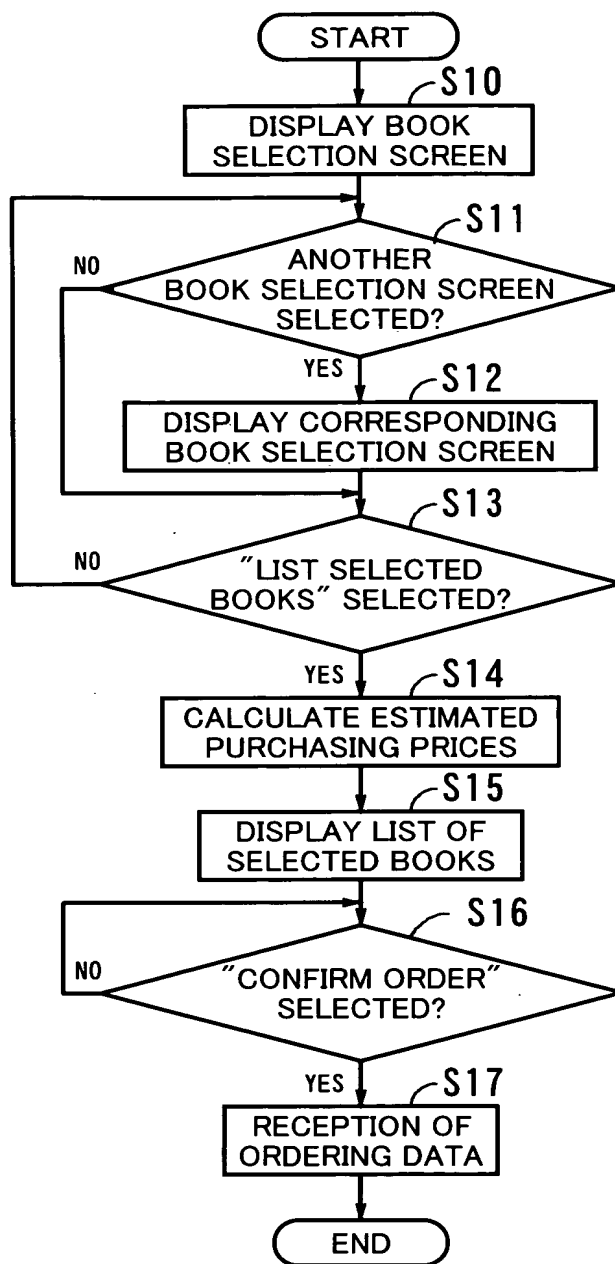 START
S10
DISPLAY BOOK
SELECTION SCREEN
S11
NO
ANOTHER
BOOK SELECTION SCREEN
SELECTED?
YES
S12
DISPLAY CORRESPONDING
BOOK SELECTION SCREEN
S13
NO
"LIST SELECTED
BOOKS" SELECTED?
YES
S14
CALCULATE ESTIMATED
PURCHASING PRICES
S15
DISPLAY LIST OF
SELECTED BOOKS
S16
NO
"CONFIRM ORDER"
SELECTED?
YES
S17
RECEPTION OF
ORDERING DATA
END